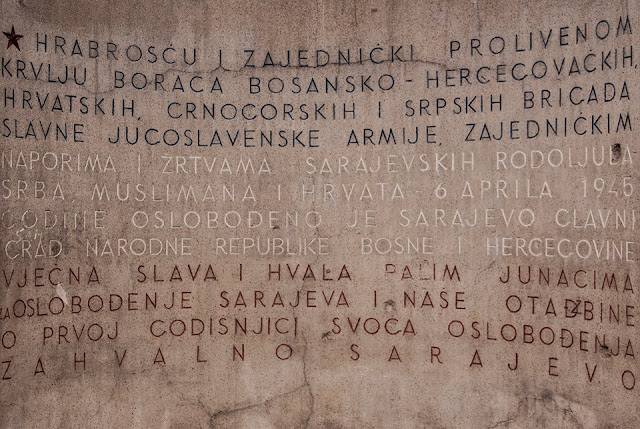 HRABROŠĆU I ZAJEDNIČKI PROLIVENOM
KRVLJU BORACA BOSANSKO-HERCEGOVAČKIH,
HRVATSKIH, CRNOGORSKIH I SRPSKIH BRIGADA
SLAVNE JUGOSLAVENSKE ARMIJE, ZAJEDNIČKIM
NAPORIMA I ŽRTVAMA SARAJEVSKIH RODOLJUBA
SRBA MUSLIMANA I HRVATA 6 APRILA 1945
GODINE OSLOBOĐENO JE SARAJEVO GLAVNI
GRAD NARODNE REPUBLIKE BOSNE I HERCEGOVINE
VJEČNA SLAVA I HVALA PALIM JUNACIMA
ZA OSLOBOĐENJE SARAJEVA I NAŠE OTADŽBINE
O PRVOJ GODIŠNJICI SVOGA OSLOBOĐENJA
ZAHVALNO SARAJEVO